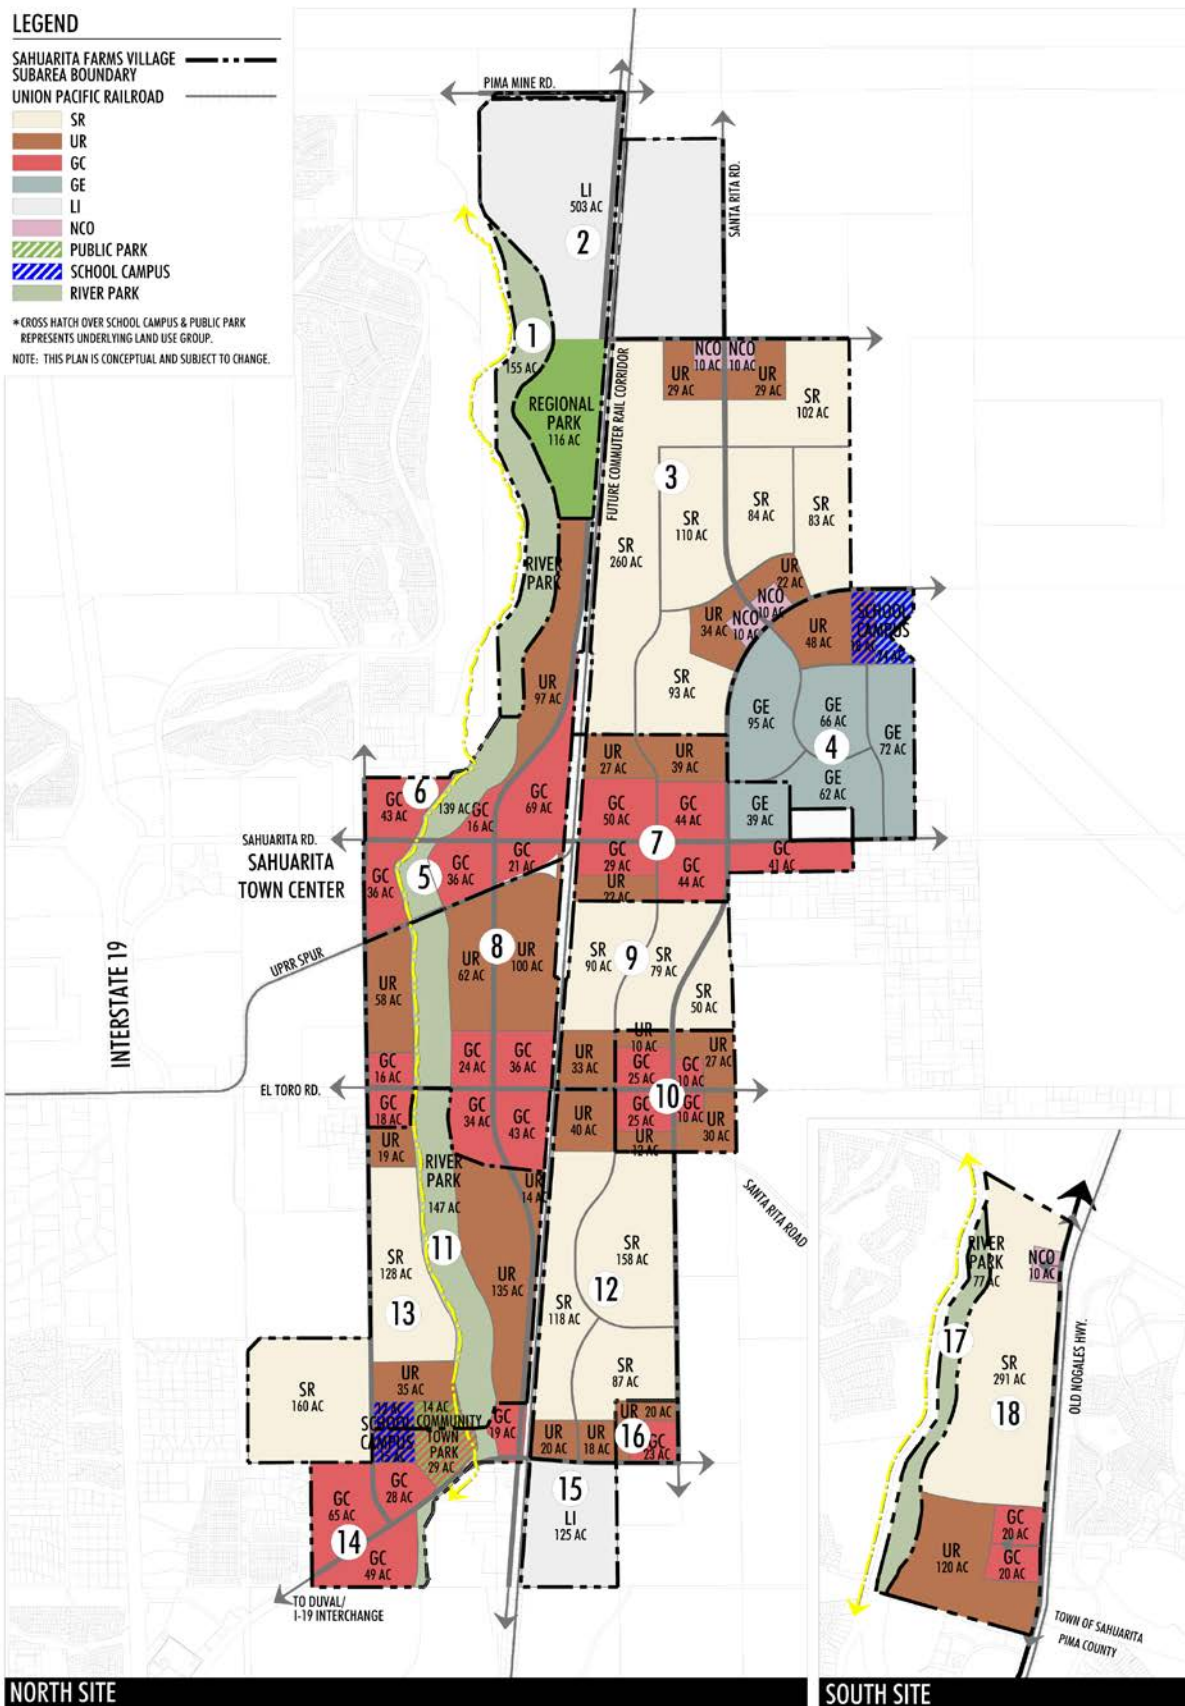 LEGEND
SAHUARITA FARMS VILLAGE
SUBAREA BOUNDARY
UNION PACIFIC RAILROAD
SR
UR
GC
GE
LI
NCO
PUBLIC PARK
SCHOOL CAMPUS
RIVER PARK
*CROSS HATCH OVER SCHOOL CAMPUS & PUBLIC PARK
REPRESENTS UNDERLYING LAND USE GROUP.
NOTE: THIS PLAN IS CONCEPTUAL AND SUBJECT TO CHANGE.
PIMA MINE RD.
LI
503 AC
2
SANTA RITA RD.
1
155 AC
REGIONAL
PARK
116 AC
FUTURE COMMUTER RAIL CORRIDOR
NCO
10 AC
NCO
10 AC
UR
29 AC
UR
29 AC
SR
102 AC
3
SR
110 AC
SR
84 AC
SR
83 AC
SR
260 AC
RIVER
PARK
UR
22 AC
NCO
10 AC
UR
34 AC
NCO
10 AC
UR
48 AC
SCHOOL
CAMPUS
SR
93 AC
UR
97 AC
GE
95 AC
GE
66 AC
4
GE
72 AC
GE
62 AC
GE
39 AC
UR
27 AC
UR
39 AC
6
GC
43 AC
139 AC
GC
16 AC
GC
69 AC
GC
50 AC
GC
44 AC
SAHUARITA RD.
SAHUARITA
TOWN CENTER
GC
36 AC
5
GC
36 AC
GC
21 AC
GC
29 AC
7
GC
44 AC
GC
41 AC
UR
22 AC
INTERSTATE 19
UPRR SPUR
UR
58 AC
8
UR
62 AC
UR
100 AC
SR
90 AC
9
SR
79 AC
SR
50 AC
GC
16 AC
GC
24 AC
GC
36 AC
UR
33 AC
UR
10 AC
GC
25 AC
GC
10 AC
UR
27 AC
EL TORO RD.
10
GC
18 AC
GC
34 AC
GC
43 AC
UR
40 AC
GC
25 AC
GC
10 AC
UR
30 AC
UR
12 AC
UR
19 AC
RIVER
PARK
147 AC
UR
14 AC
SANTA RITA ROAD
11
SR
128 AC
13
UR
135 AC
SR
158 AC
12
SR
118 AC
SR
87 AC
SR
160 AC
UR
35 AC
14 AC
COMMUNITY
TOWN
PARK
29 AC
SCHOOL
CAMPUS
GC
19 AC
UR
20 AC
UR
18 AC
UR
20 AC
16
GC
23 AC
GC
65 AC
GC
28 AC
14
GC
49 AC
15
LI
125 AC
TO DUVAL/
I-19 INTERCHANGE
NORTH SITE
RIVER
PARK
77 AC
NCO
10 AC
17
SR
291 AC
18
OLD NOGALES HWY.
UR
120 AC
GC
20 AC
GC
20 AC
TOWN OF SAHUARITA
PIMA COUNTY
SOUTH SITE